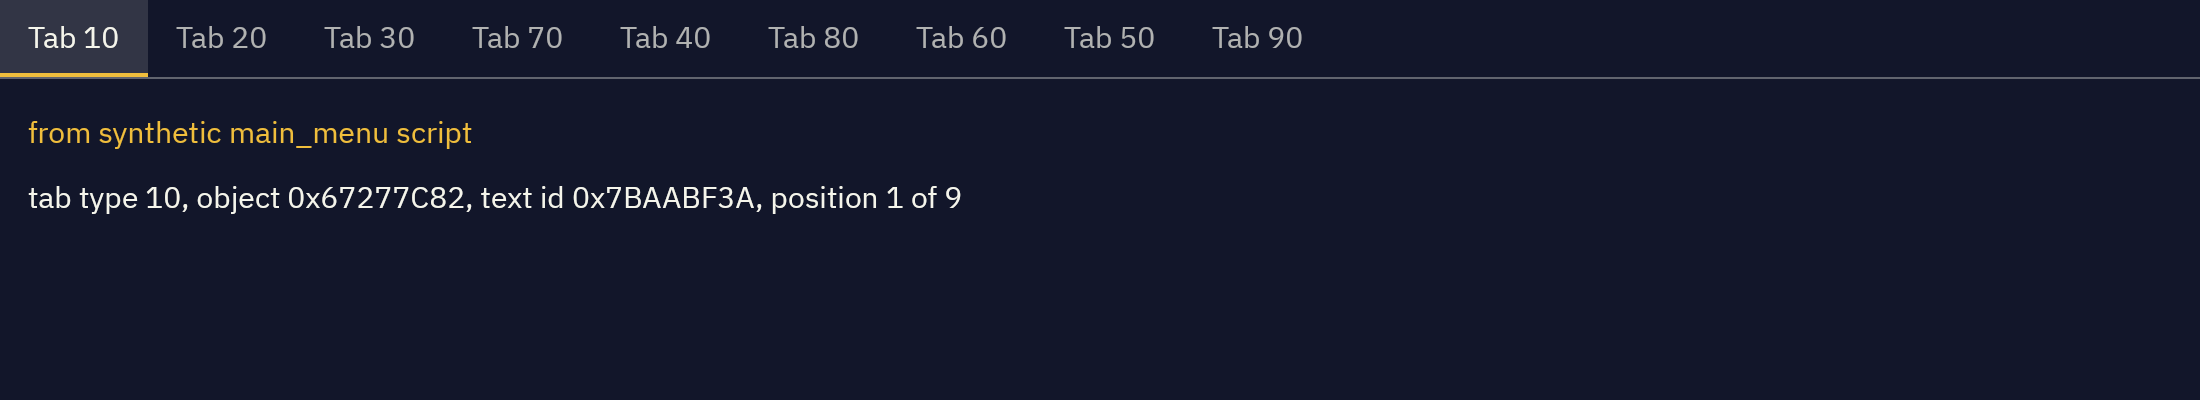 Tab 10 Tab 20 Tab 30 Tab 70 Tab 40 Tab 80 Tab 60 Tab 50 Tab 90
from synthetic main_menu script
tab type 10, object 0x67277C82, text id 0x7BAABF3A, position 1 of 9